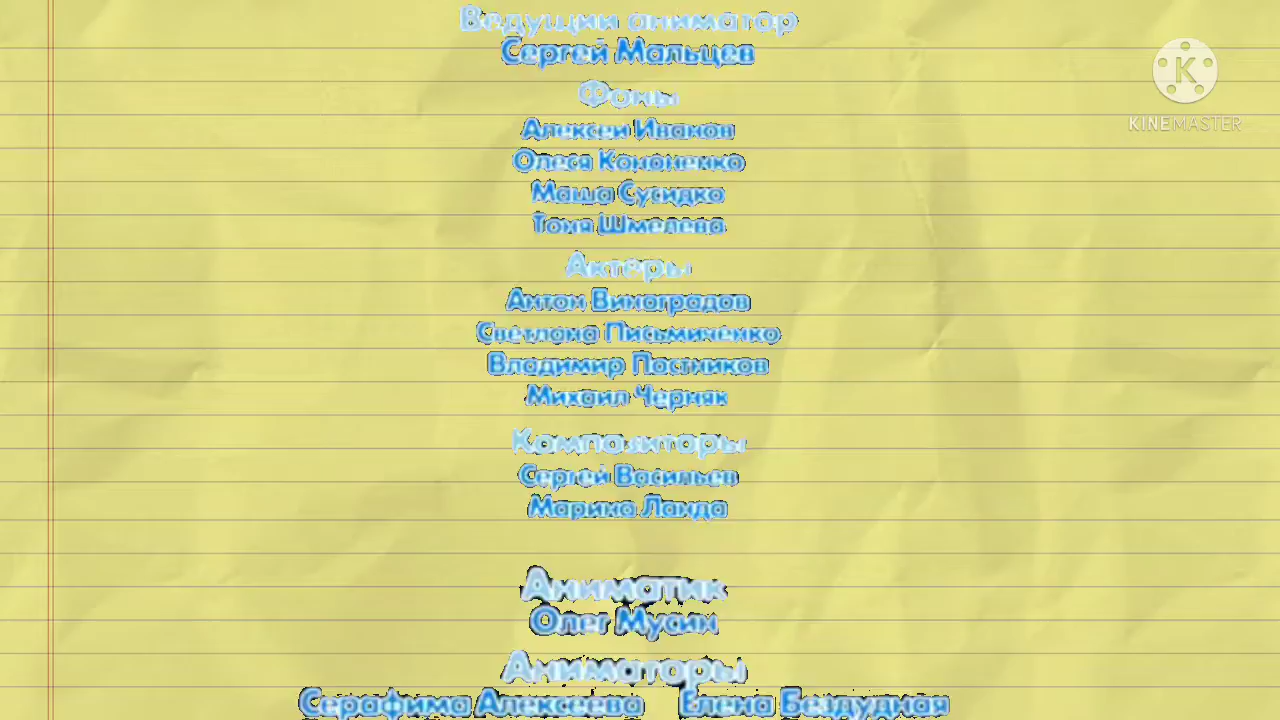 Ведущий аниматор
Сергей Мальцев
Фоны
Алексей Иванов
Олеся Кононенко
Маша Сусидко
Тоня Шмелева
Актеры
Антон Виноградов
Светлана Письмиченко
Владимир Постников
Михаил Черняк
Композиторы
Сергей Васильев
Марина Ланда
Аниматик
Олег Мусин
Аниматоры
Серафима Алексеева Елена Бездудная
K
KINEMASTER